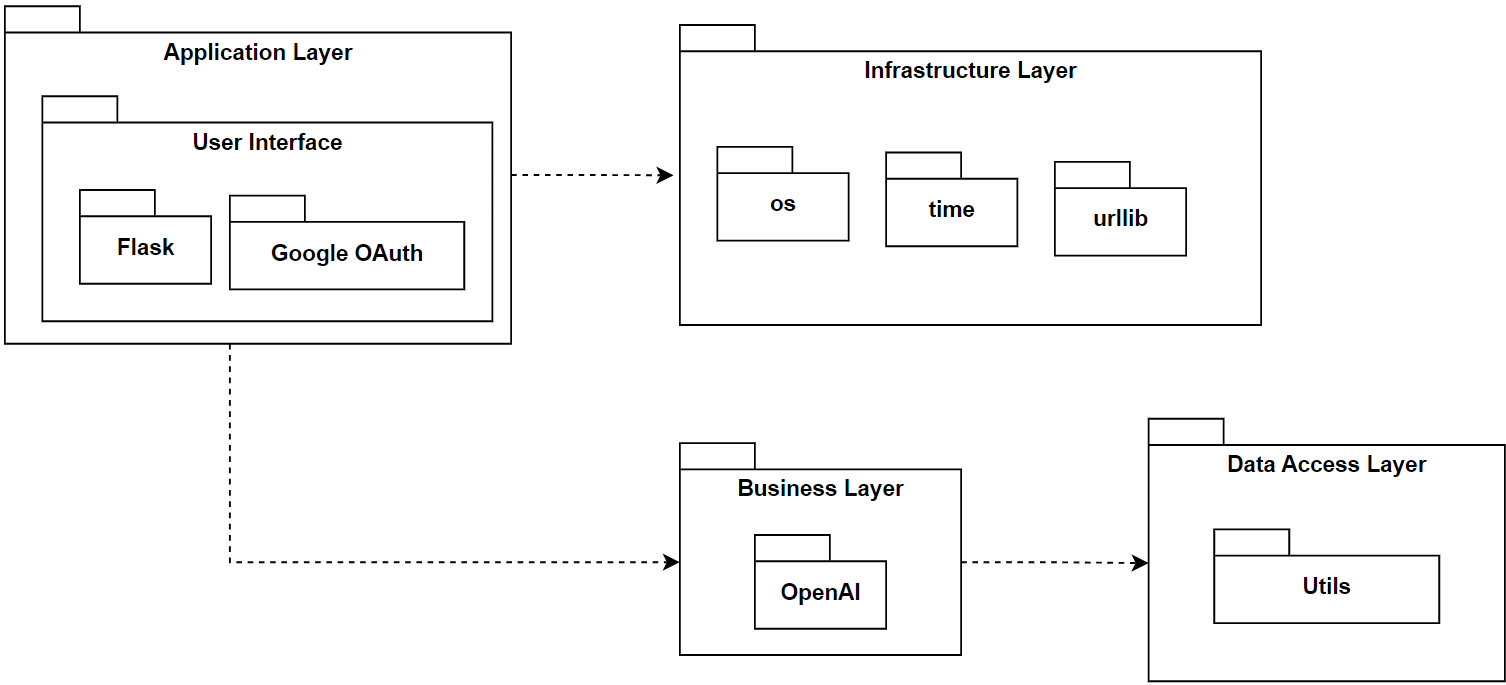 Application Layer
User Interface
Flask
Google OAuth
Infrastructure Layer
os
time
urllib
Business Layer
OpenAI
Data Access Layer
Utils